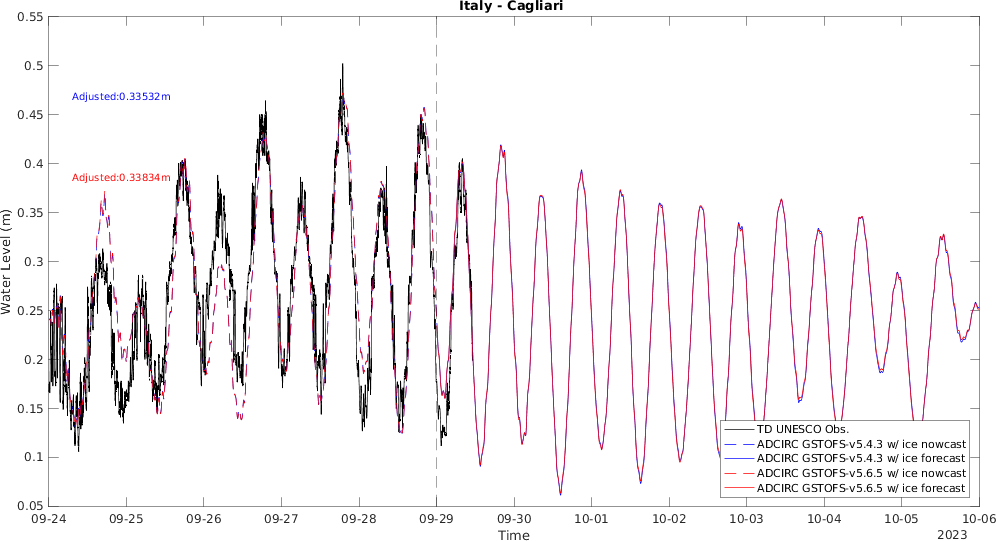 Italy - Cagliari
0.55
0.5
0.45
0.4
0.35
0.3
0.25
0.2
0.15
0.1
0.05
Water Level (m)
Adjusted:0.33532m
Adjusted:0.33834m
TD UNESCO Obs.
ADCIRC GSTOFS-v5.4.3 w/ ice nowcast
ADCIRC GSTOFS-v5.4.3 w/ ice forecast
ADCIRC GSTOFS-v5.6.5 w/ ice nowcast
ADCIRC GSTOFS-v5.6.5 w/ ice forecast
09-24 09-25 09-26 09-27 09-28 09-29 09-30 10-01 10-02 10-03 10-04 10-05 10-06
Time
2023